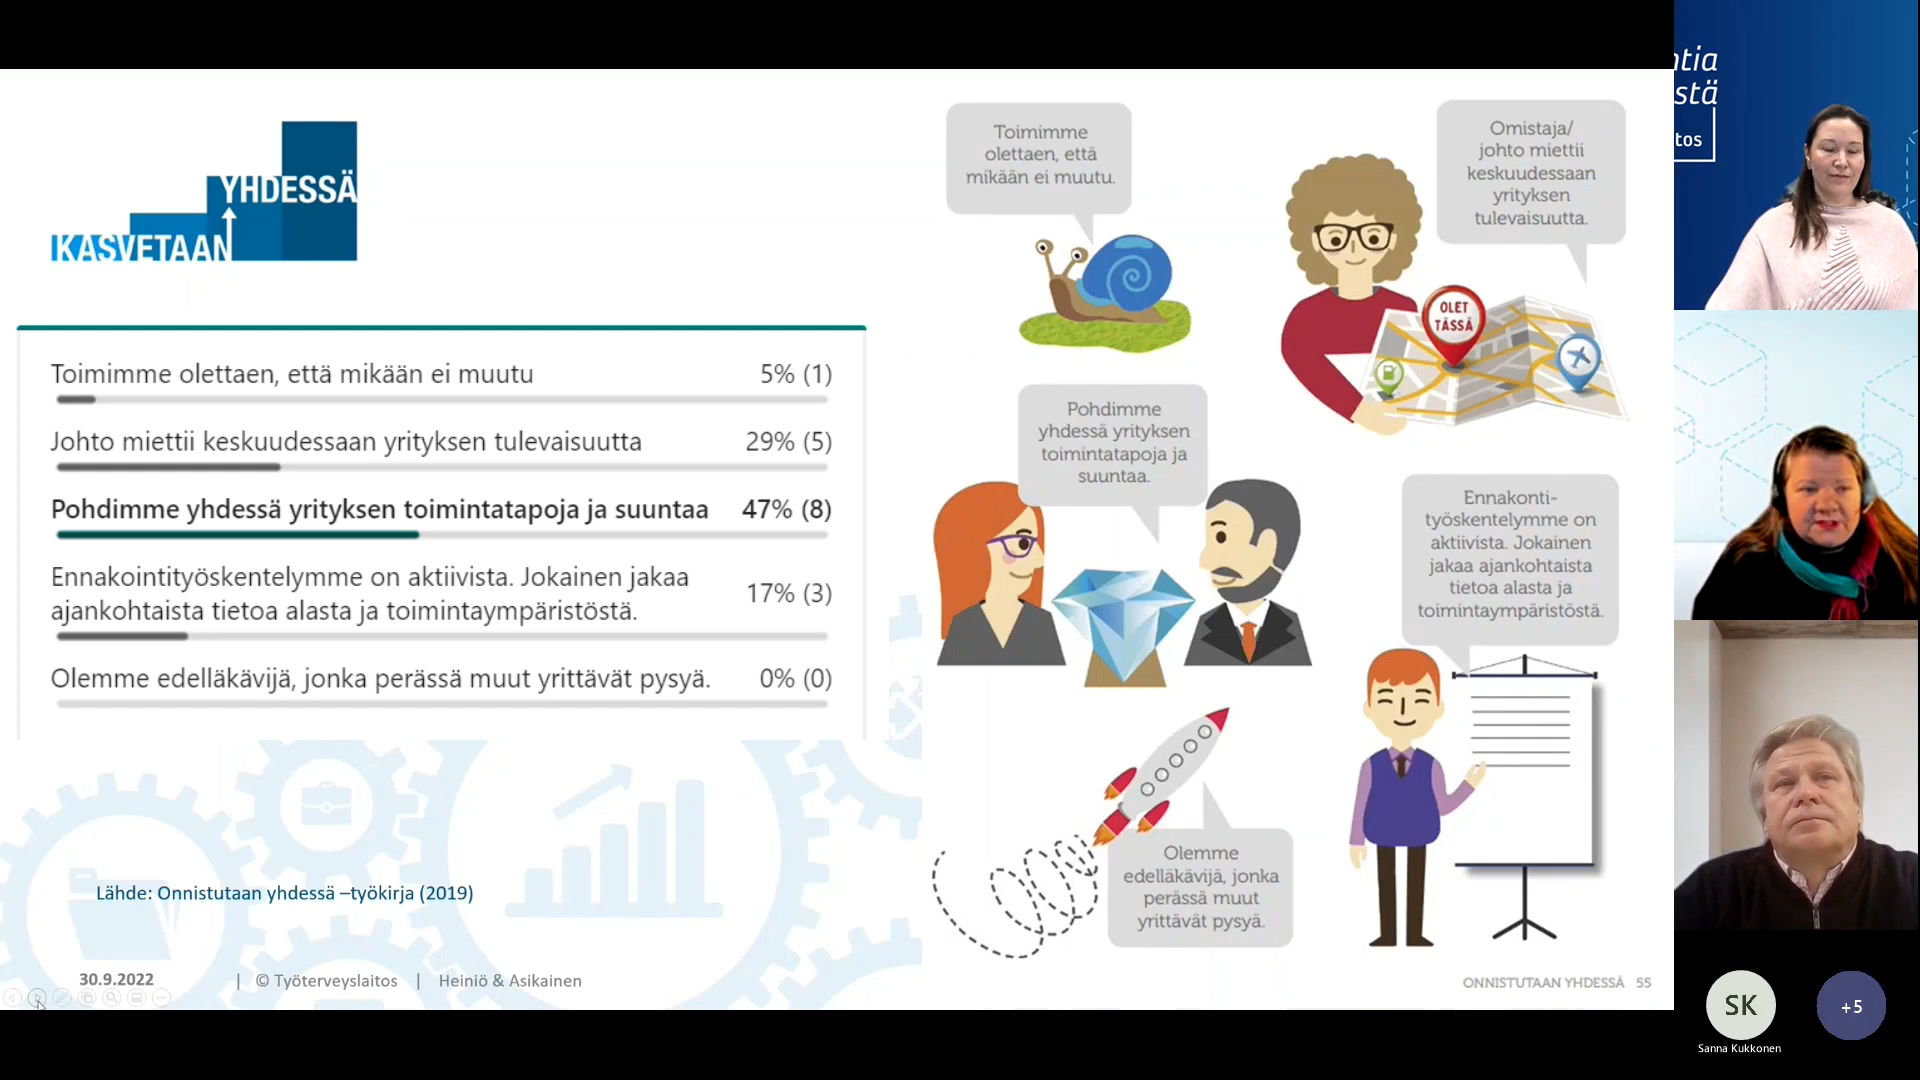 KASVETAAN
YHDESSÄ
Toimimme olettaen, että mikään ei muutu 5% (1)
Johto miettii keskuudessaan yrityksen tulevaisuutta 29% (5)
Pohdimme yhdessä yrityksen toimintatapoja ja suuntaa 47% (8)
Ennakointityöskentelymme on aktiivista. Jokainen jakaa
ajankohtaista tietoa alasta ja toimintaympäristöstä. 17% (3)
Olemme edelläkävijä, jonka perässä muut yrittävät pysyä. 0% (0)
Lähde: Onnistutaan yhdessä –työkirja (2019)
30.9.2022 | © Työterveyslaitos | Heiniö & Asikainen
Toimimme
olettaen, että
mikään ei muutu.
Omistaja/
johto miettii
keskuudessaan
yrityksen
tulevaisuutta.
OLET
TÄSSÄ
Pohdimme
yhdessä yrityksen
toimintatapoja ja
suuntaa.
Ennakonti-
työskentelymme on
aktiivista. Jokainen
jakaa ajankohtaista
tietoa alasta ja
toimintaympäristöstä.
Olemme
edelläkävijä, jonka
perässä muut
yrittävät pysyä.
ONNISTUTAAN YHDESSÄ 55
ntia
stä
tos
SK
+5
Sanna Kukkonen